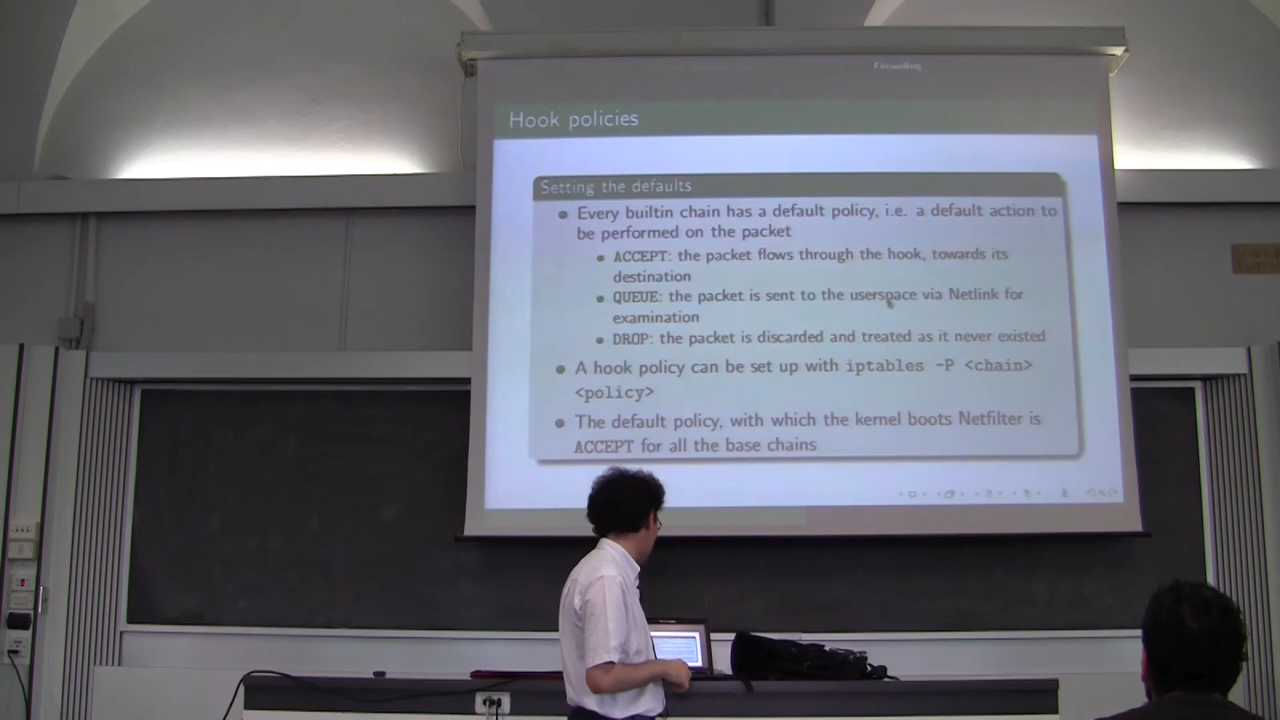 Firewalling
Hook policies
Setting the defaults
Every builtin chain has a default policy, i.e. a default action to
be performed on the packet
ACCEPT: the packet flows through the hook, towards its
destination
QUEUE: the packet is sent to the userspace via Netlink for
examination
DROP: the packet is discarded and treated as it never existed
A hook policy can be set up with iptables -P <chain>
<policy>
The default policy, with which the kernel boots Netfilter is
ACCEPT for all the base chains